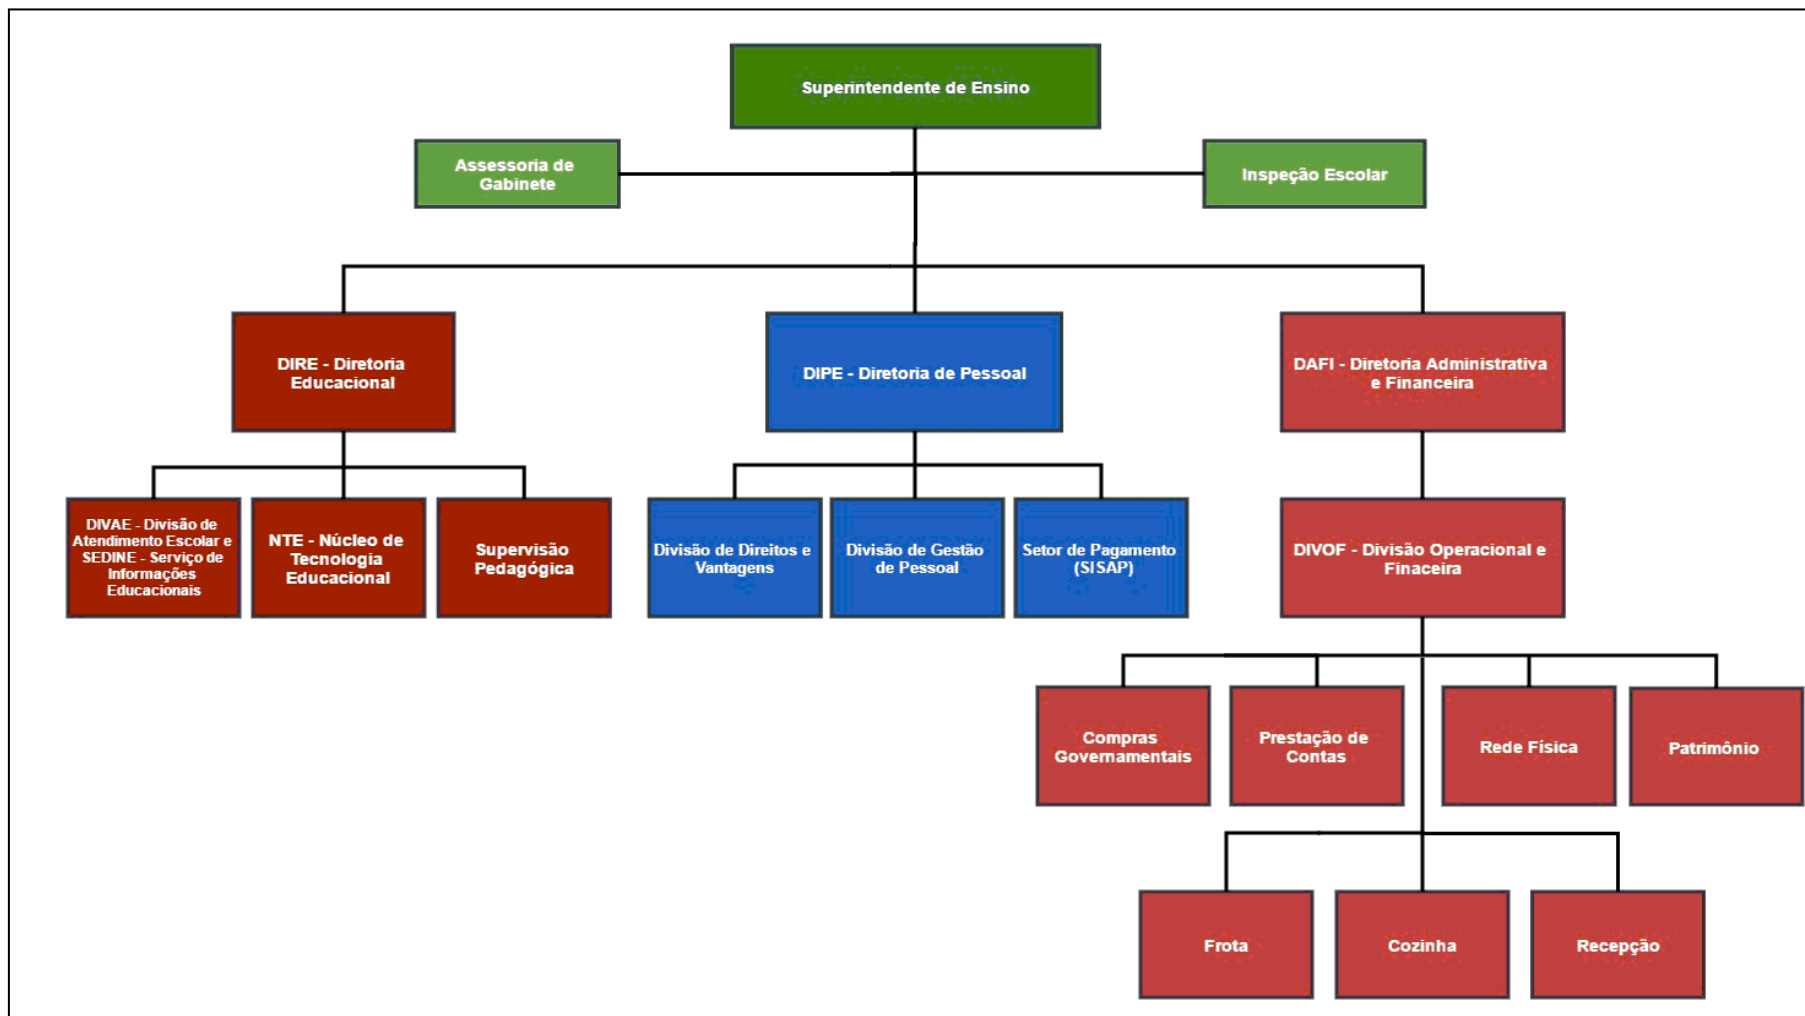 Superintendente de Ensino
Assessoria de
Gabinete
Inspeção Escolar
DIRE - Diretoria
Educacional
DIPE - Diretoria de Pessoal
DAFI - Diretoria Administrativa
e Financeira
DIVAE - Divisão de
Atendimento Escolar e
SEDINE - Serviço de
Informações
Educacionais
NTE - Núcleo de
Tecnologia
Educacional
Supervisão
Pedagógica
Divisão de Direitos e
Vantagens
Divisão de Gestão
de Pessoal
Setor de Pagamento
(SISAP)
DIVOF - Divisão Operacional e
Finaceira
Compras
Governamentais
Prestação de
Contas
Rede Física
Patrimônio
Frota
Cozinha
Recepção